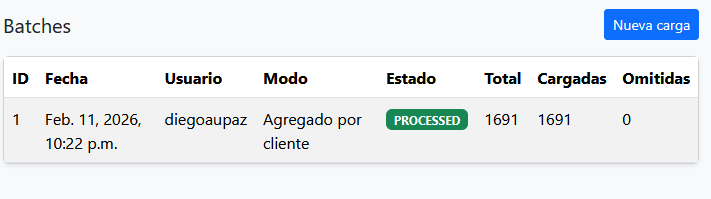 Batches
Nueva carga
ID Fecha Usuario Modo Estado Total Cargadas Omitidas
1 Feb. 11, 2026, diegoaupaz Agregado por PROCESSED 1691 1691 0
10:22 p.m. cliente